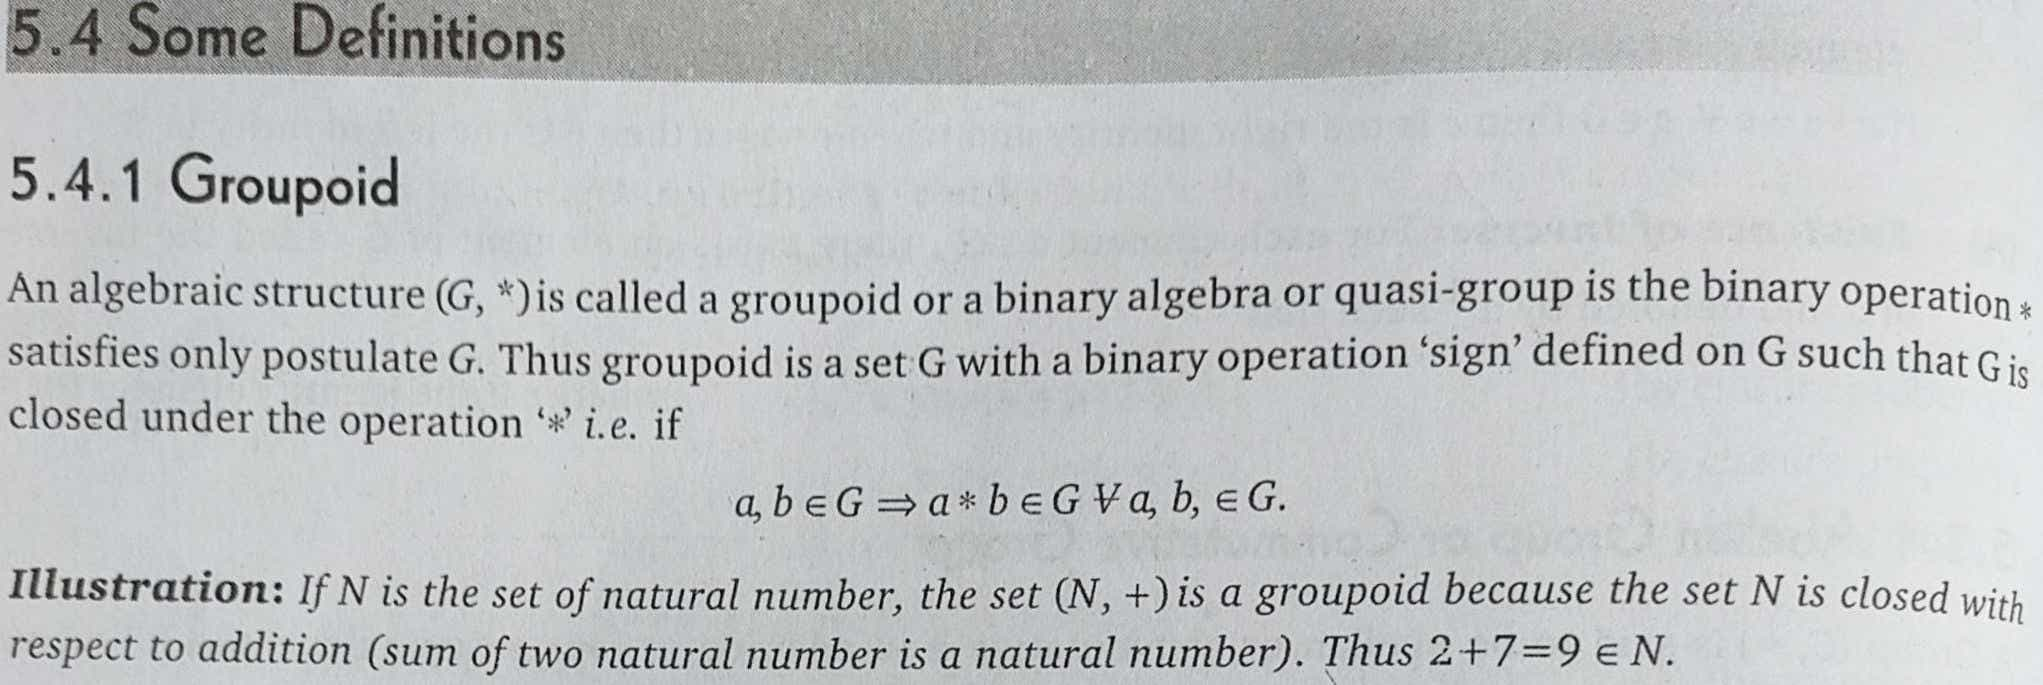 5.4 Some Definitions
5.4.1 Groupoid
An algebraic structure (G, *) is called a groupoid or a binary algebra or quasi-group is the binary operation *
satisfies only postulate G. Thus groupoid is a set G with a binary operation ‘sign’ defined on G such that G is
closed under the operation ‘*’ i.e. if
a, b ∈ G ⇒ a * b ∈ G ∀ a, b, ∈ G.
Illustration: If N is the set of natural number, the set (N, +) is a groupoid because the set N is closed with
respect to addition (sum of two natural number is a natural number). Thus 2+7=9 ∈ N.